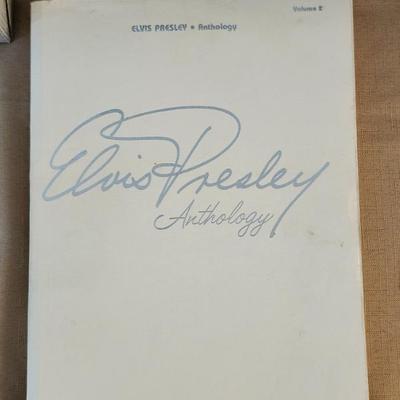 Volume 2
ELVIS PRESLEY • Anthology
Elvis Presley
Anthology